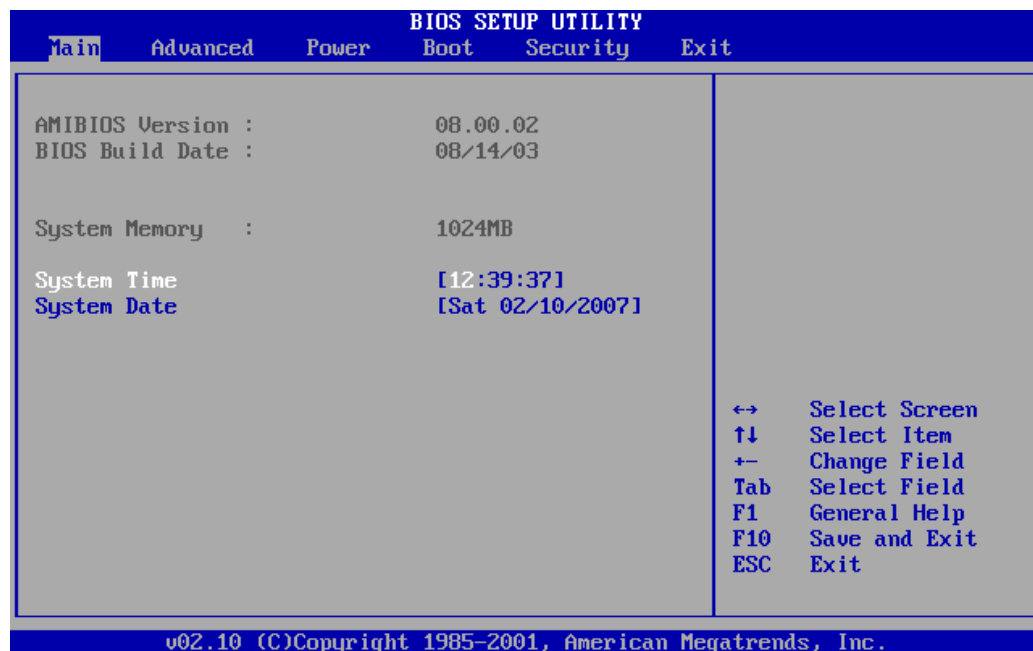 BIOS SETUP UTILITY
Main Advanced Power Boot Security Exit
AMIBIOS Version : 08.00.02
BIOS Build Date : 08/14/03
System Memory : 1024MB
System Time [12:39:37]
System Date [Sat 02/10/2007]
←→ Select Screen
↑↓ Select Item
+- Change Field
Tab Select Field
F1 General Help
F10 Save and Exit
ESC Exit
v02.10 (C)Copyright 1985-2001, American Megatrends, Inc.